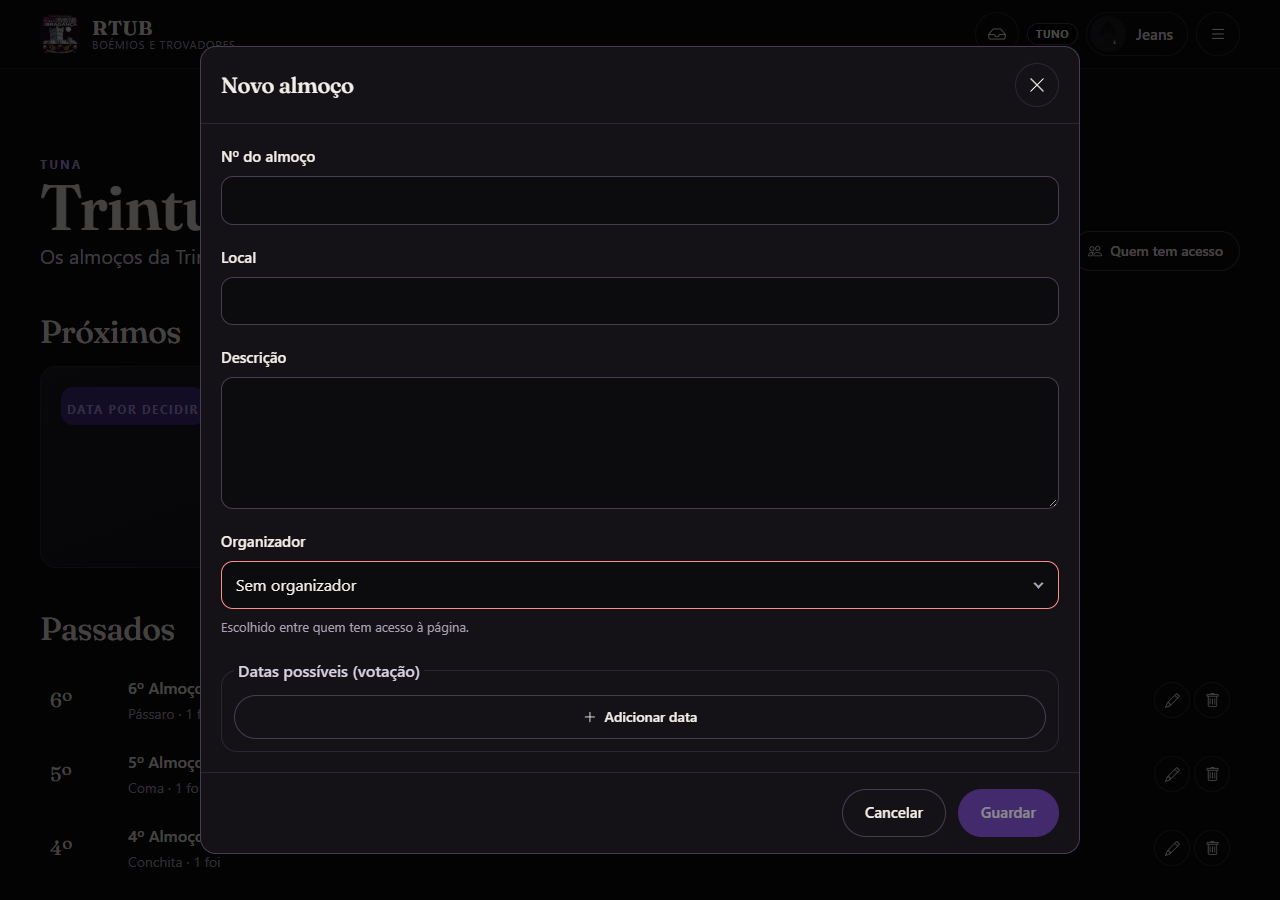 RTUB
BOÉMIOS E TROVADORES
TUNO
Jeans
Novo almoço
Nº do almoço
Local
Descrição
Organizador
Sem organizador
Escolhido entre quem tem acesso à página.
Datas possíveis (votação)
+ Adicionar data
Cancelar
Guardar
TUNA
Os almoços da
Quem tem acesso
Próximos
DATA POR DECIDIR
Passados
6º
6º Almoço
Pássaro · 1
5º
5º Almoço
Coma · 1 fo
4º
4º Almoço
Conchita · 1 foi